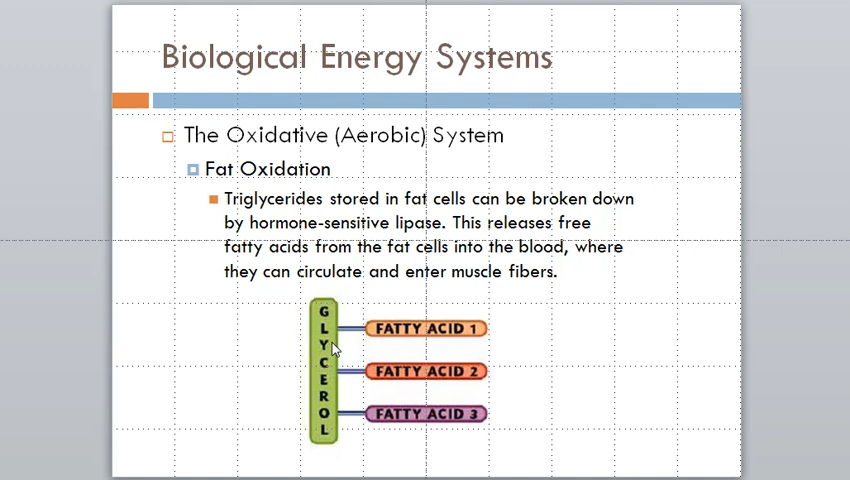 Biological Energy Systems
The Oxidative (Aerobic) System
Fat Oxidation
Triglycerides stored in fat cells can be broken down
by hormone-sensitive lipase. This releases free
fatty acids from the fat cells into the blood, where
they can circulate and enter muscle fibers.
GLYCEROL
FATTY ACID 1
FATTY ACID 2
FATTY ACID 3